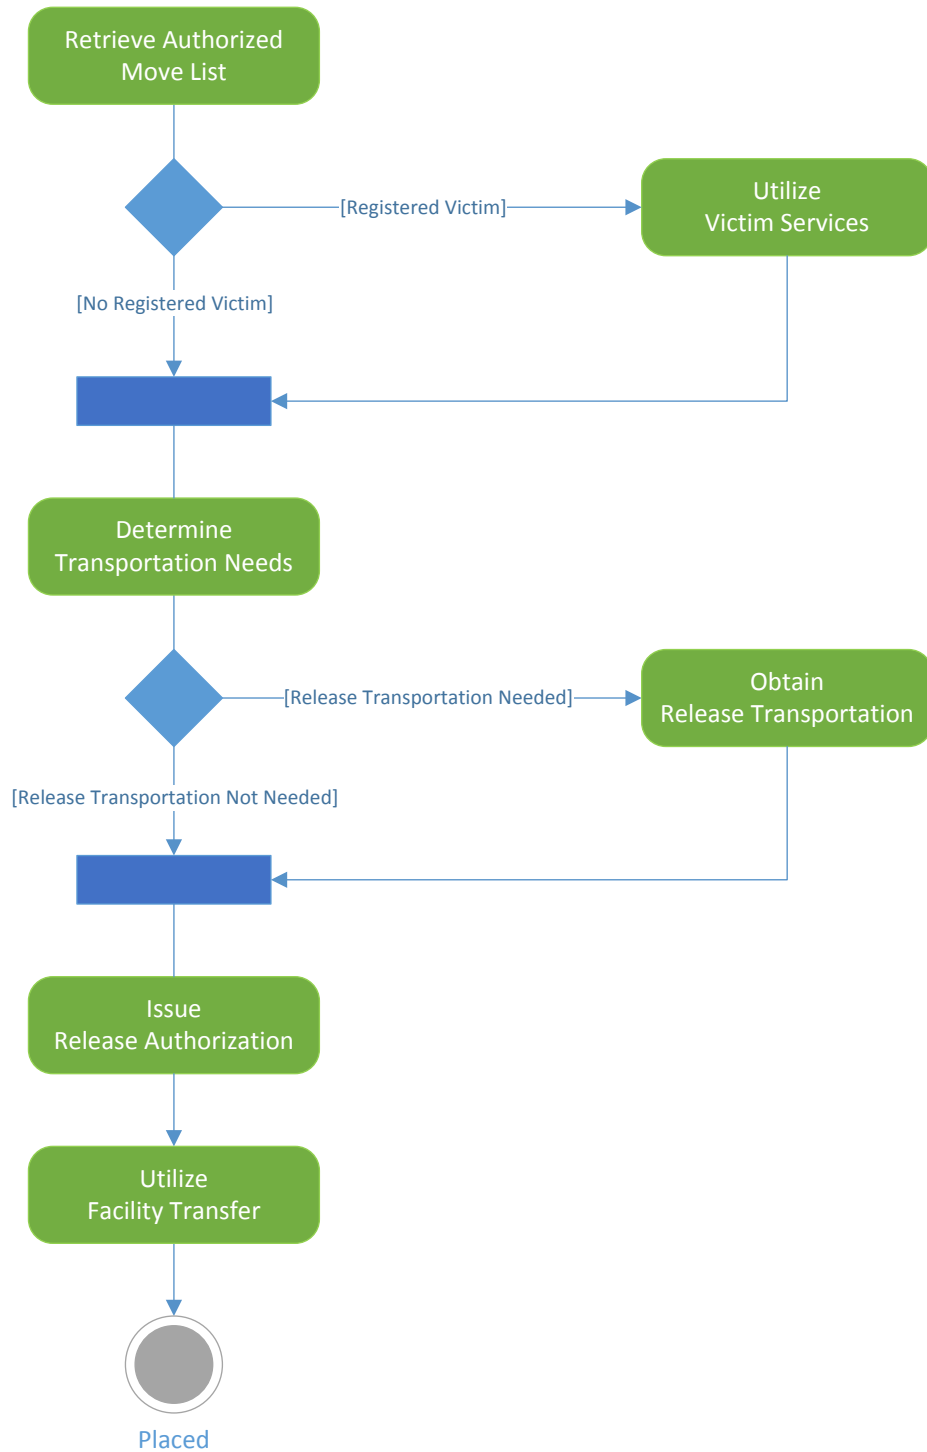 Retrieve Authorized
Move List
[Registered Victim]
Utilize
Victim Services
[No Registered Victim]
Determine
Transportation Needs
[Release Transportation Needed]
Obtain
Release Transportation
[Release Transportation Not Needed]
Issue
Release Authorization
Utilize
Facility Transfer
Placed